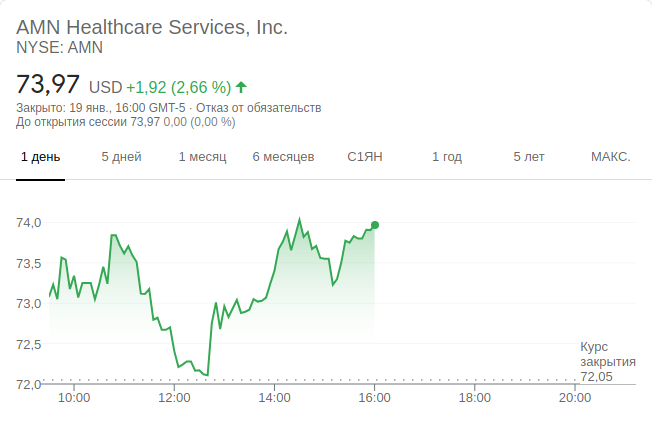 AMN Healthcare Services, Inc.
NYSE: AMN
73,97 USD +1,92 (2,66 %)
Закрыто: 19 янв., 16:00 GMT-5 · Отказ от обязательств
До открытия сессии 73,97 0,00 (0,00 %)
1 день 5 дней 1 месяц 6 месяцев С1ЯН 1 год 5 лет МАКС.
74,0
73,5
73,0
72,5
72,0
Курс
закрытия
72,05
10:00 12:00 14:00 16:00 18:00 20:00